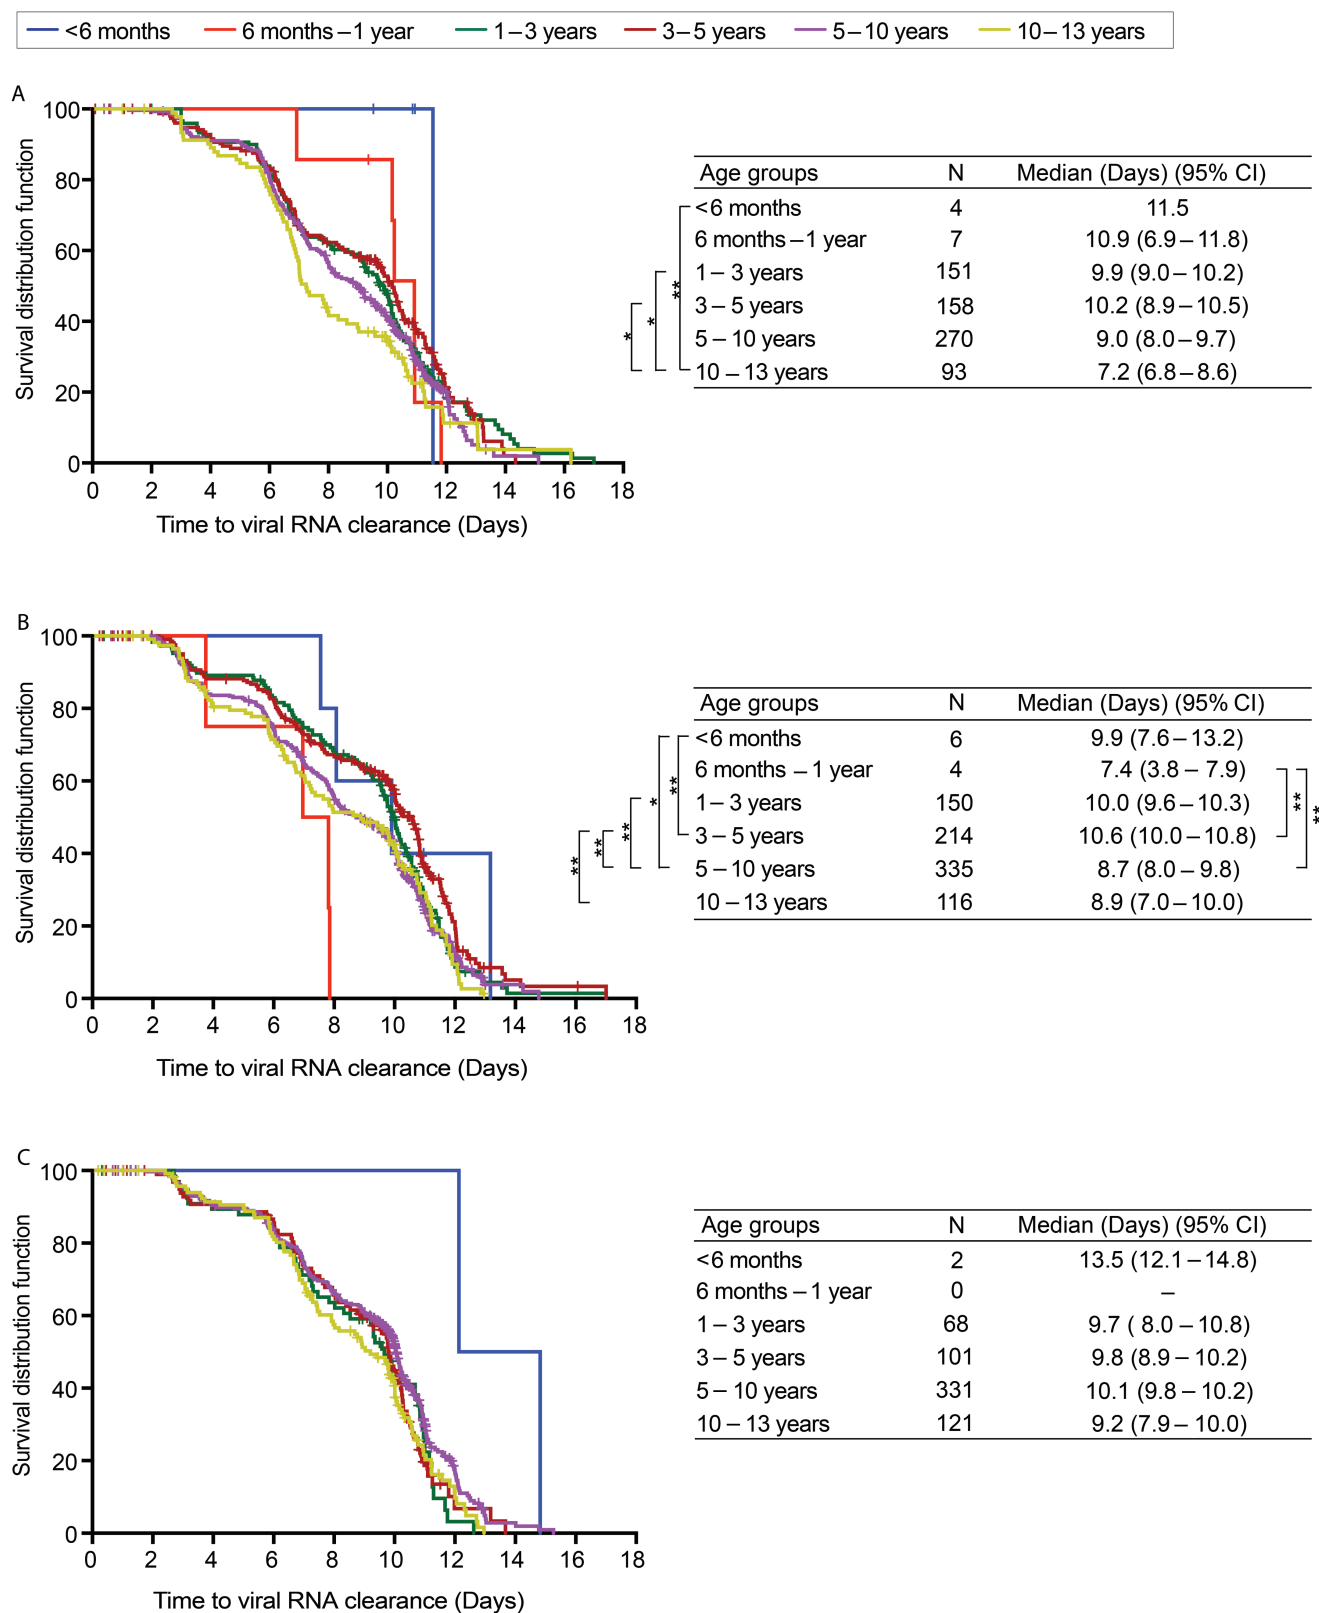 <6 months 6 months – 1 year 1 – 3 years 3 – 5 years 5 – 10 years 10 – 13 years
A
Survival distribution function
100
80
60
40
20
0
0 2 4 6 8 10 12 14 16 18
Time to viral RNA clearance (Days)
Age groups N Median (Days) (95% CI)
<6 months 4 11.5
6 months – 1 year 7 10.9 (6.9 – 11.8)
1 – 3 years 151 9.9 (9.0 – 10.2)
3 – 5 years 158 10.2 (8.9 – 10.5)
5 – 10 years 270 9.0 (8.0 – 9.7)
10 – 13 years 93 7.2 (6.8 – 8.6)
* * **
B
Survival distribution function
100
80
60
40
20
0
0 2 4 6 8 10 12 14 16 18
Time to viral RNA clearance (Days)
Age groups N Median (Days) (95% CI)
<6 months 6 9.9 (7.6 – 13.2)
6 months – 1 year 4 7.4 (3.8 – 7.9)
1 – 3 years 150 10.0 (9.6 – 10.3)
3 – 5 years 214 10.6 (10.0 – 10.8)
5 – 10 years 335 8.7 (8.0 – 9.8)
10 – 13 years 116 8.9 (7.0 – 10.0)
** ** ** * ** ** **
C
Survival distribution function
100
80
60
40
20
0
0 2 4 6 8 10 12 14 16 18
Time to viral RNA clearance (Days)
Age groups N Median (Days) (95% CI)
<6 months 2 13.5 (12.1 – 14.8)
6 months – 1 year 0 –
1 – 3 years 68 9.7 ( 8.0 – 10.8)
3 – 5 years 101 9.8 (8.9 – 10.2)
5 – 10 years 331 10.1 (9.8 – 10.2)
10 – 13 years 121 9.2 (7.9 – 10.0)